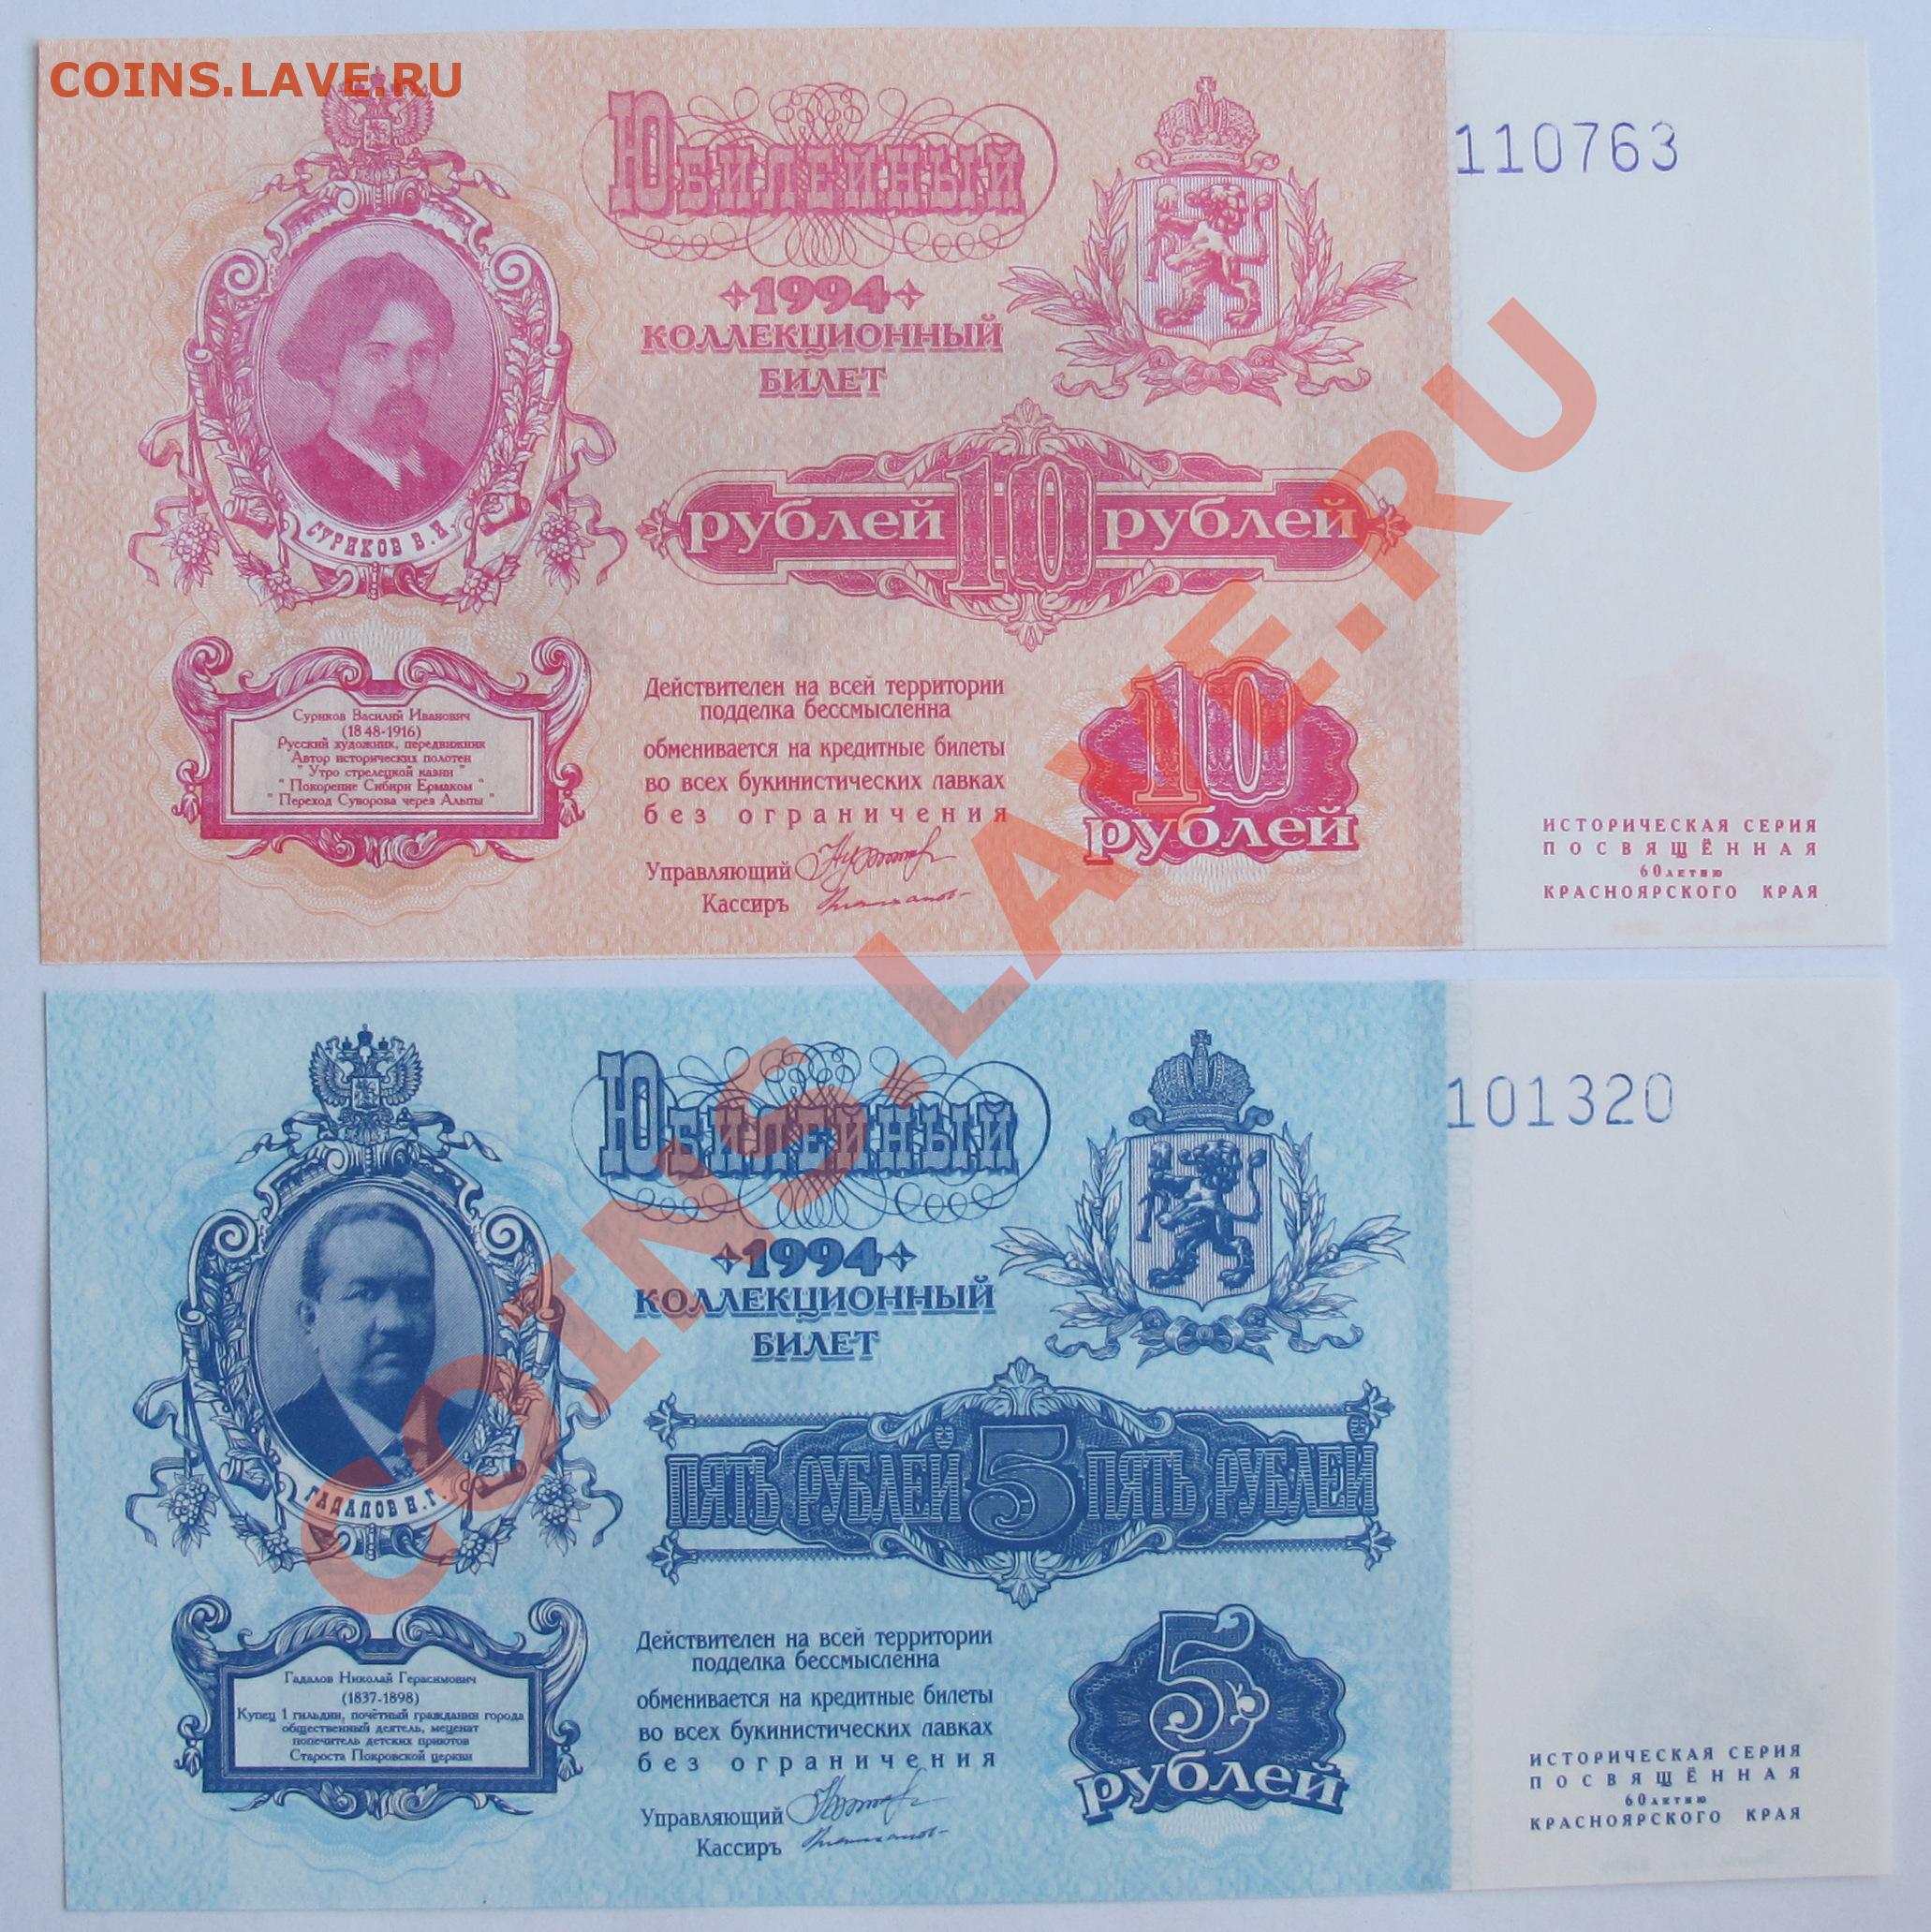 COINS.LAVE.RU
Юбилейный
1994
КОЛЛЕКЦИОННЫЙ
БИЛЕТ
110763
СУРИКОВ В.И.
рублей 10 рублей
Суриков Василий Иванович
(1848-1916)
Русский художник, передвижник
Автор исторических полотен
"Утро стрелецкой казни"
"Покорение Сибири Ермаком"
"Переход Суворова через Альпы"
Действителен на всей территории
подделка бессмысленна
обменивается на кредитные билеты
во всех букинистических лавках
без ограничения
Управляющий
Кассиръ
10
рублей
ИСТОРИЧЕСКАЯ СЕРИЯ
ПОСВЯЩЁННАЯ
60летию
КРАСНОЯРСКОГО КРАЯ
COINS.LAVE.RU
Юбилейный
1994
КОЛЛЕКЦИОННЫЙ
БИЛЕТ
101320
ГАДАЛОВ Н.Г.
ПЯТЬ РУБЛЕЙ 5 ПЯТЬ РУБЛЕЙ
Гадалов Николай Герасимович
(1837-1898)
Купец 1 гильдии, почётный гражданин города
общественный деятель, меценат
попечитель детских приютов
Староста Покровской церкви
Действителен на всей территории
подделка бессмысленна
обменивается на кредитные билеты
во всех букинистических лавках
без ограничения
Управляющий
Кассиръ
5
рублей
ИСТОРИЧЕСКАЯ СЕРИЯ
ПОСВЯЩЁННАЯ
60летию
КРАСНОЯРСКОГО КРАЯ